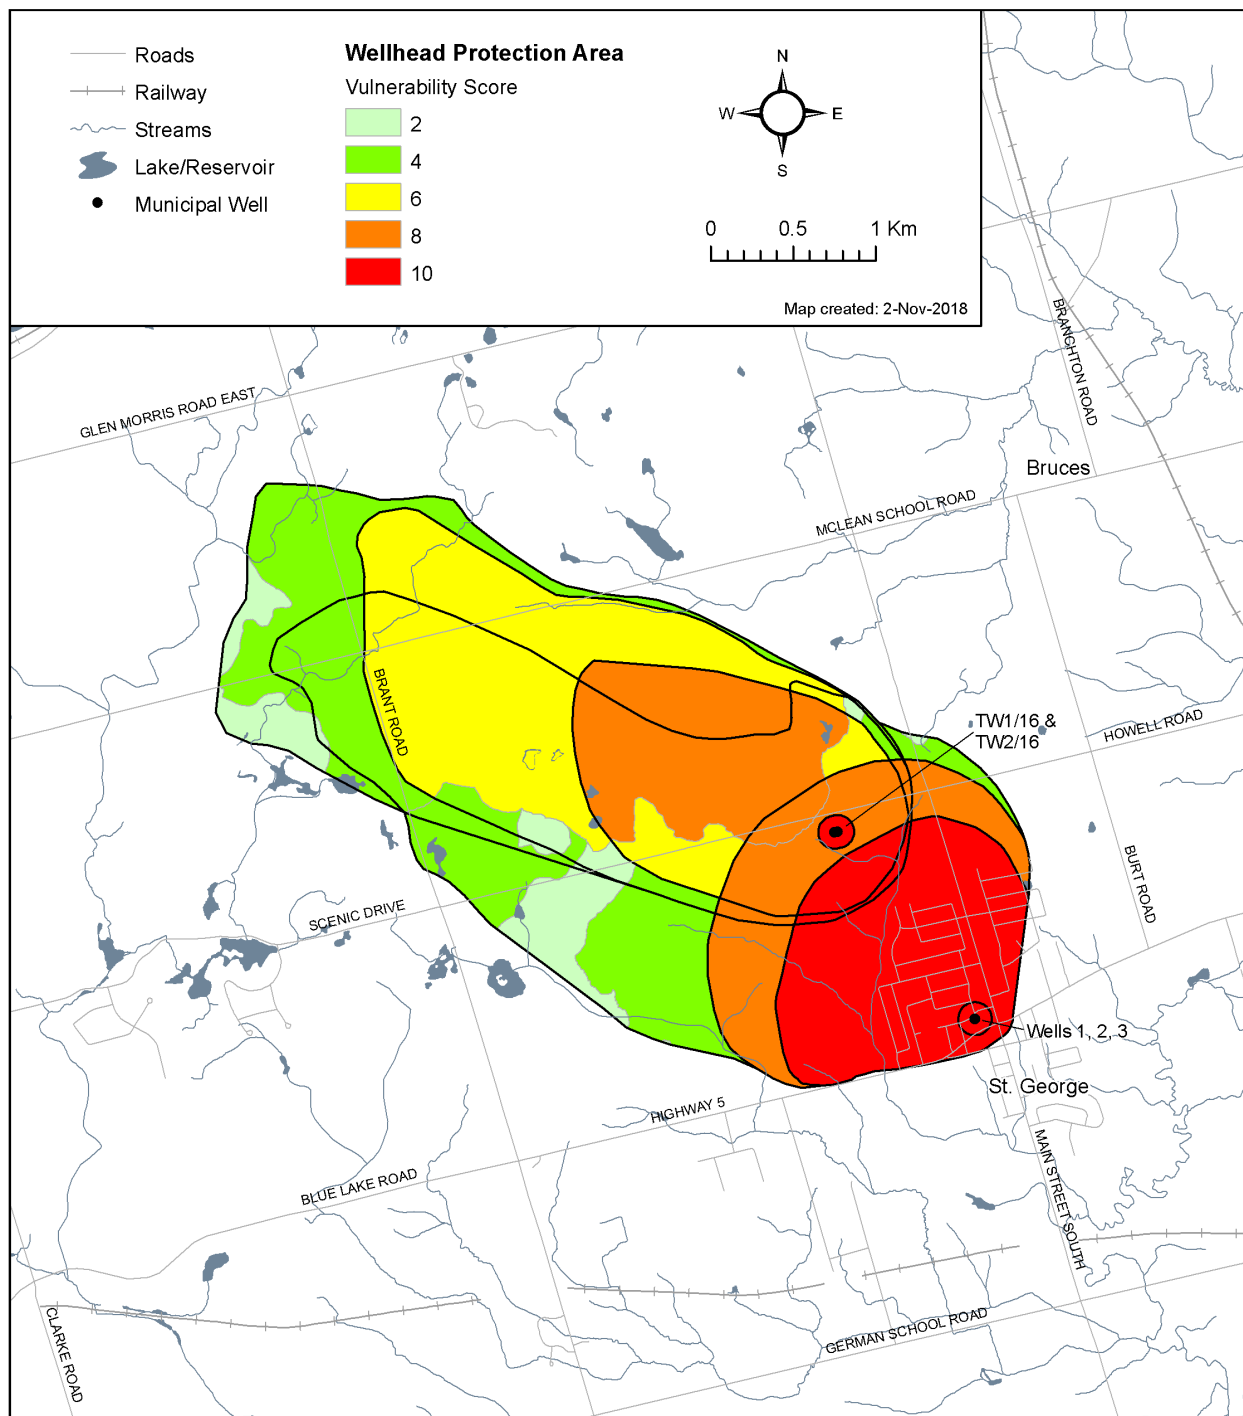 Roads
Railway
Streams
Lake/Reservoir
Municipal Well
Wellhead Protection Area
Vulnerability Score
2
4
6
8
10
N
W
E
S
0 0.5 1 Km
Map created: 2-Nov-2018
BRANCHTON ROAD
GLEN MORRIS ROAD EAST
Bruces
MCLEAN SCHOOL ROAD
BRANT ROAD
TW1/16 &
TW2/16
HOWELL ROAD
BURT ROAD
SCENIC DRIVE
Wells 1, 2, 3
St. George
HIGHWAY 5
MAIN STREET SOUTH
BLUE LAKE ROAD
GERMAN SCHOOL ROAD
CLARKE ROAD